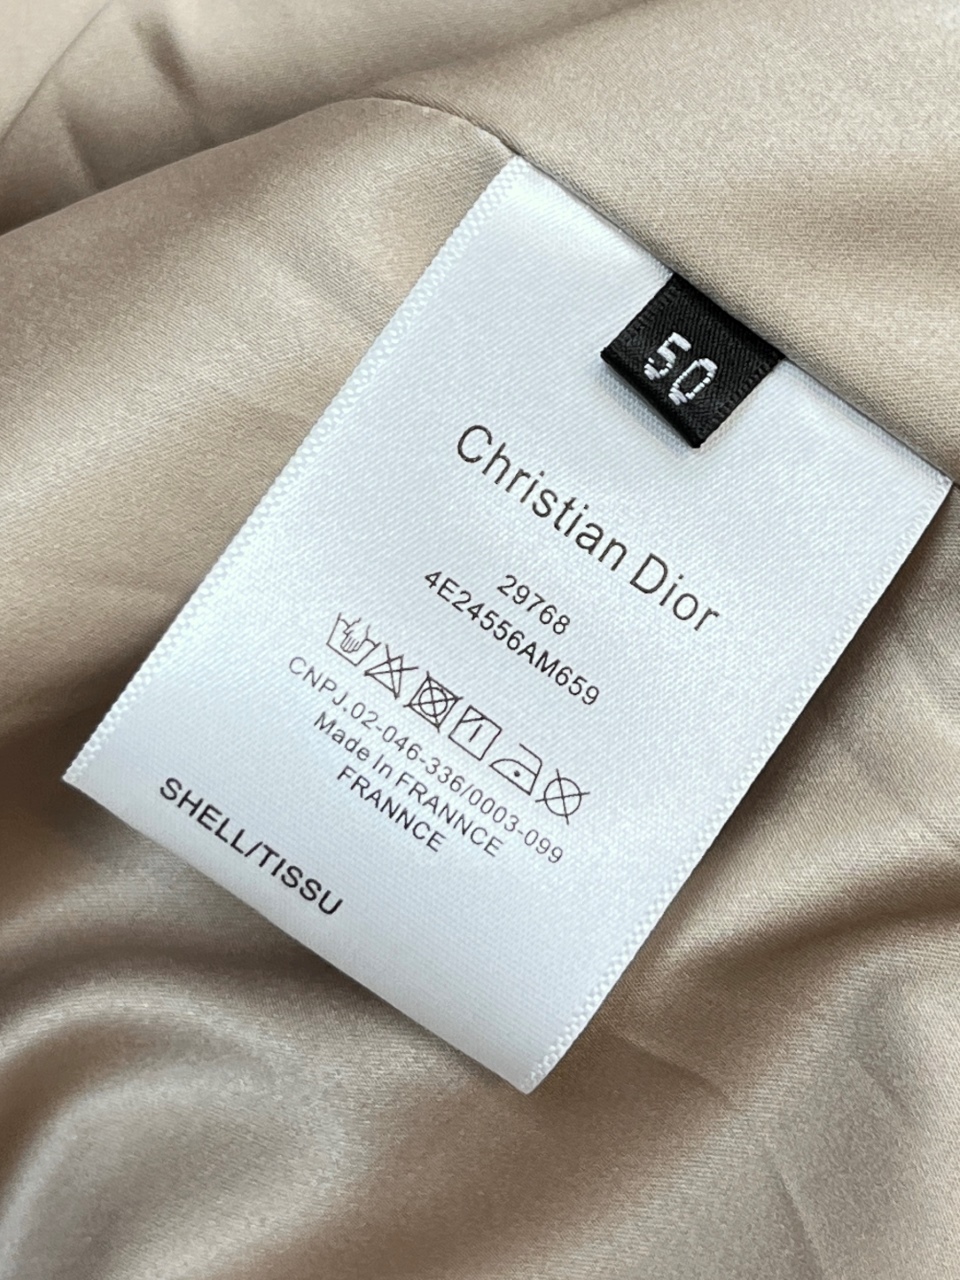 50
Christian Dior
29768
4E24556AM659
CNPJ.02-046-336/0003-099
Made In FRANNCE
FRANNCE
SHELL/TISSU